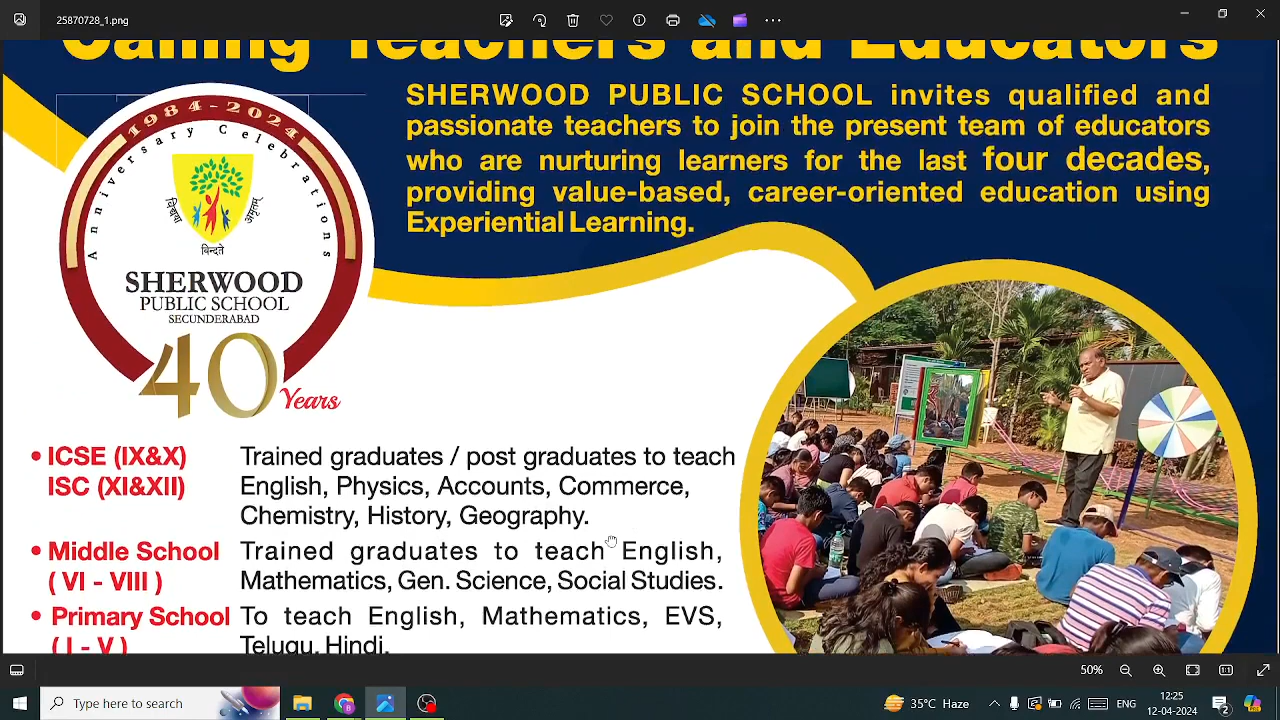 25870728_1.png
Calling Teachers and Educators
1984-2024
Anniversary Celebrations
विद्यया
अमृतम्
बिन्दते
SHERWOOD
PUBLIC SCHOOL
SECUNDERABAD
40
Years
SHERWOOD PUBLIC SCHOOL invites qualified and
passionate teachers to join the present team of educators
who are nurturing learners for the last four decades,
providing value-based, career-oriented education using
Experiential Learning.
• ICSE (IX&X)
ISC (XI&XII)
Trained graduates / post graduates to teach
English, Physics, Accounts, Commerce,
Chemistry, History, Geography.
• Middle School
( VI - VIII )
Trained graduates to teach English,
Mathematics, Gen. Science, Social Studies.
• Primary School
( I - V )
To teach English, Mathematics, EVS,
Telugu, Hindi.
50%
Type here to search
35°C Haze
ENG
12:25
12-04-2024
2